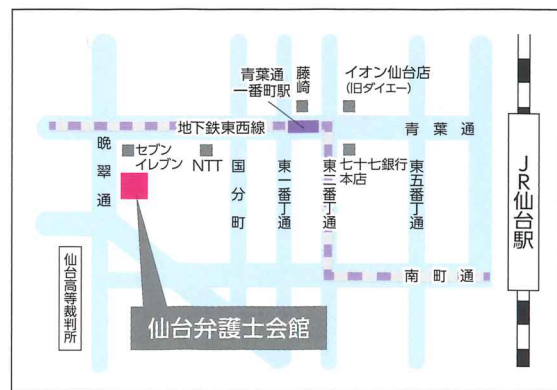 青葉通
一番町駅
藤崎
イオン仙台店
(旧ダイエー)
地下鉄東西線
青葉通
晩翠通
セブン
イレブン
NTT
国分町
東一番丁通
東三番丁通
七十七銀行
本店
東五番丁通
JR仙台駅
南町通
仙台高等裁判所
仙台弁護士会館